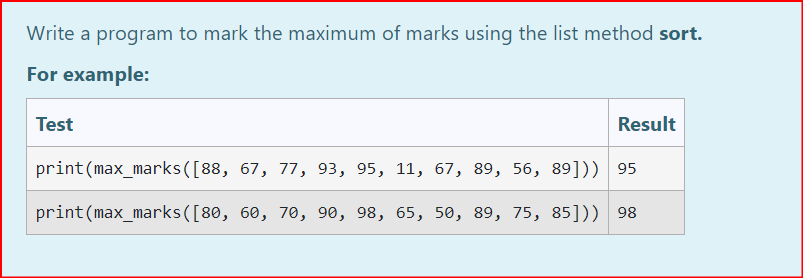 Write a program to mark the maximum of marks using the list method sort.
For example:
Test Result
print(max_marks([88, 67, 77, 93, 95, 11, 67, 89, 56, 89])) 95
print(max_marks([80, 60, 70, 90, 98, 65, 50, 89, 75, 85])) 98